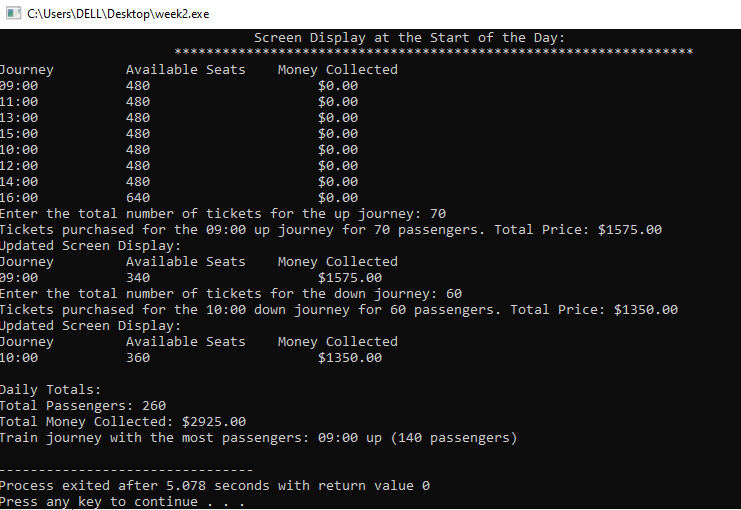 C:\Users\DELL\Desktop\week2.exe
Screen Display at the Start of the Day:
*****************************************************************
Journey Available Seats Money Collected
09:00 480 $0.00
11:00 480 $0.00
13:00 480 $0.00
15:00 480 $0.00
10:00 480 $0.00
12:00 480 $0.00
14:00 480 $0.00
16:00 640 $0.00
Enter the total number of tickets for the up journey: 70
Tickets purchased for the 09:00 up journey for 70 passengers. Total Price: $1575.00
Updated Screen Display:
Journey Available Seats Money Collected
09:00 340 $1575.00
Enter the total number of tickets for the down journey: 60
Tickets purchased for the 10:00 down journey for 60 passengers. Total Price: $1350.00
Updated Screen Display:
Journey Available Seats Money Collected
10:00 360 $1350.00
Daily Totals:
Total Passengers: 260
Total Money Collected: $2925.00
Train journey with the most passengers: 09:00 up (140 passengers)
--------------------------------
Process exited after 5.078 seconds with return value 0
Press any key to continue . . .